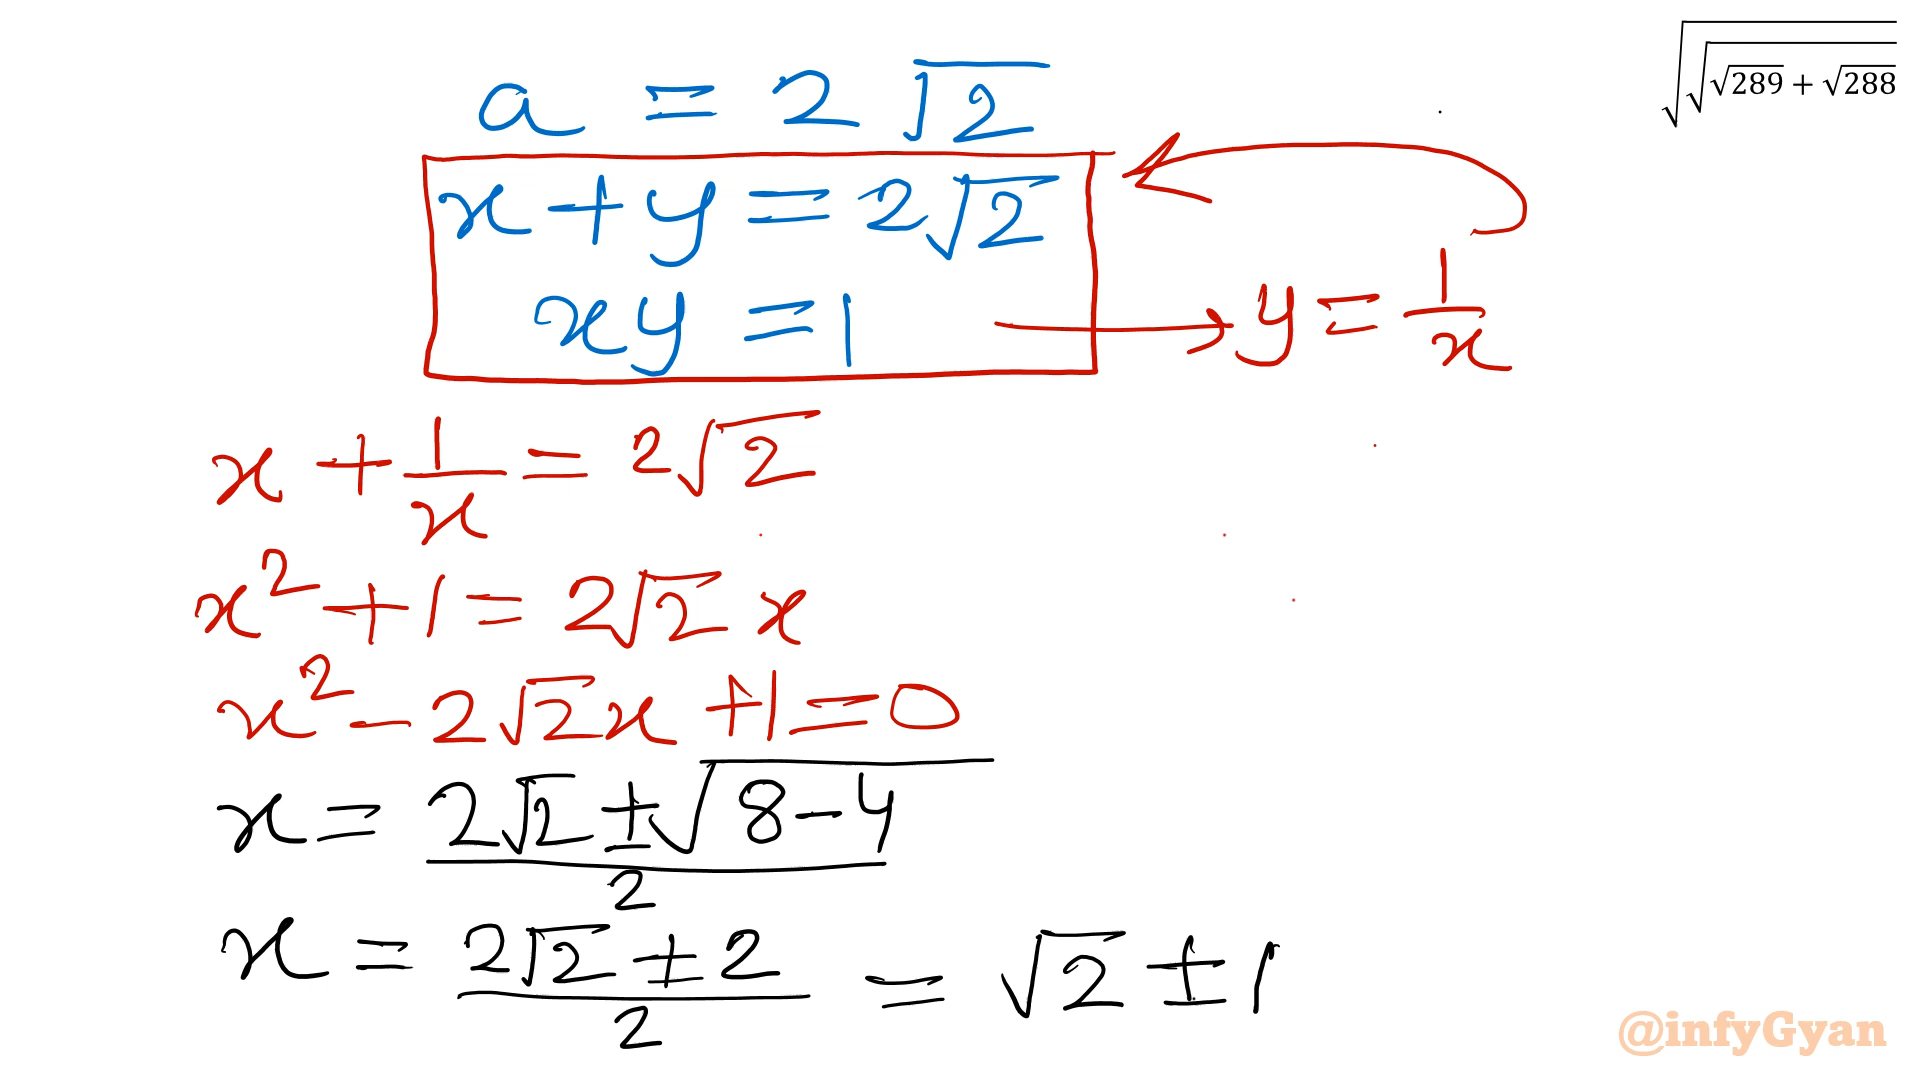 √(√(√289 + √288))
a = 2√2
x + y = 2√2
xy = 1 → y = 1/x
x + 1/x = 2√2
x² + 1 = 2√2 x
x² - 2√2x + 1 = 0
x = (2√2 ± √(8-4))/2
x = (2√2 ± 2)/2 = √2 ± 1
@infyGyan